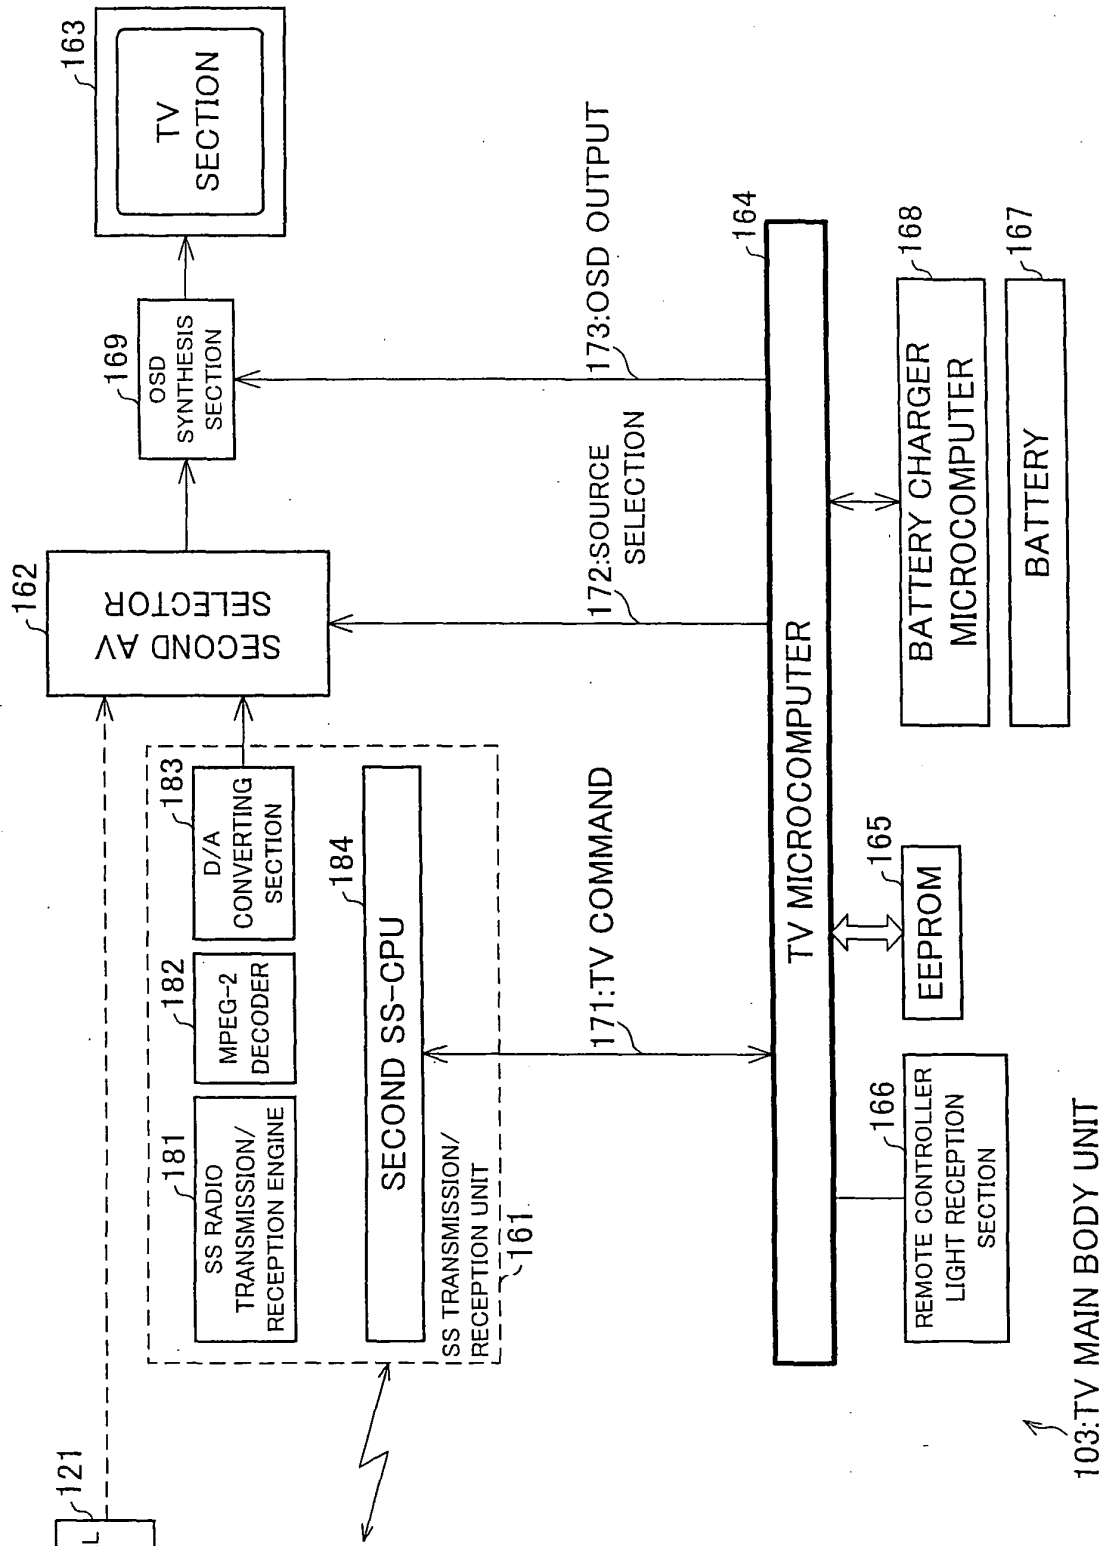 L
121
162
SECOND AV
SELECTOR
169
OSD
SYNTHESIS
SECTION
163
TV
SECTION
181
SS RADIO
TRANSMISSION/
RECEPTION ENGINE
182
MPEG-2
DECODER
183
D/A
CONVERTING
SECTION
184
SECOND SS-CPU
SS TRANSMISSION/
RECEPTION UNIT
161
171:TV COMMAND
172:SOURCE
SELECTION
173:OSD OUTPUT
164
TV MICROCOMPUTER
166
REMOTE CONTROLLER
LIGHT RECEPTION
SECTION
165
EEPROM
168
BATTERY CHARGER
MICROCOMPUTER
167
BATTERY
103:TV MAIN BODY UNIT